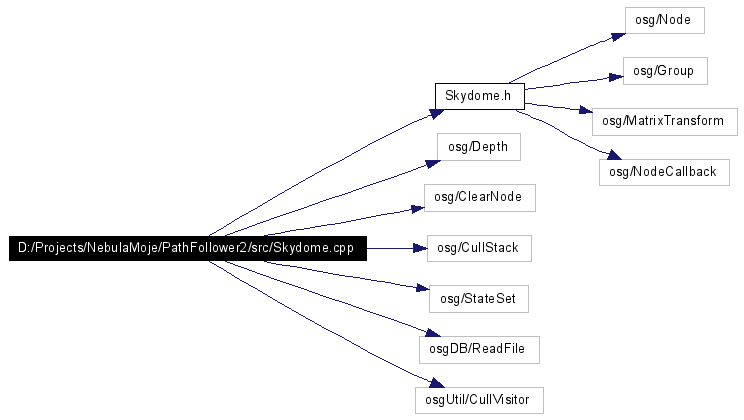 osg/Node
osg/Group
Skydome.h
osg/MatrixTransform
osg/Depth
osg/NodeCallback
osg/ClearNode
D:/Projects/NebulaMoje/PathFollower2/src/Skydome.cpp
osg/CullStack
osg/StateSet
osgDB/ReadFile
osgUtil/CullVisitor